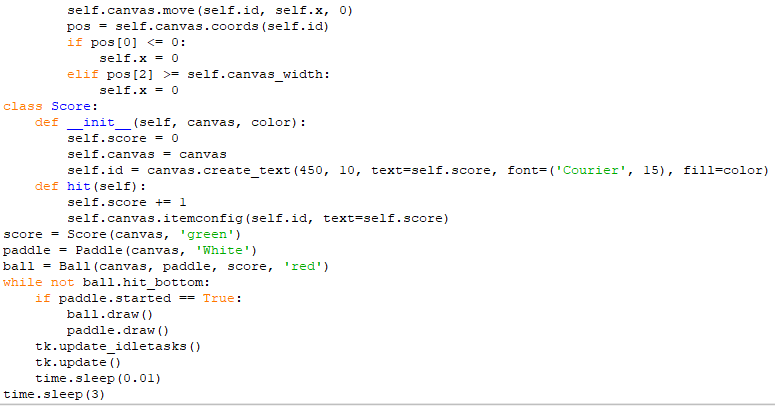 self.canvas.move(self.id, self.x, 0)
        pos = self.canvas.coords(self.id)
        if pos[0] <= 0:
            self.x = 0
        elif pos[2] >= self.canvas_width:
            self.x = 0
class Score:
    def __init__(self, canvas, color):
        self.score = 0
        self.canvas = canvas
        self.id = canvas.create_text(450, 10, text=self.score, font=('Courier', 15), fill=color)
    def hit(self):
        self.score += 1
        self.canvas.itemconfig(self.id, text=self.score)
score = Score(canvas, 'green')
paddle = Paddle(canvas, 'White')
ball = Ball(canvas, paddle, score, 'red')
while not ball.hit_bottom:
    if paddle.started == True:
        ball.draw()
        paddle.draw()
    tk.update_idletasks()
    tk.update()
    time.sleep(0.01)
time.sleep(3)